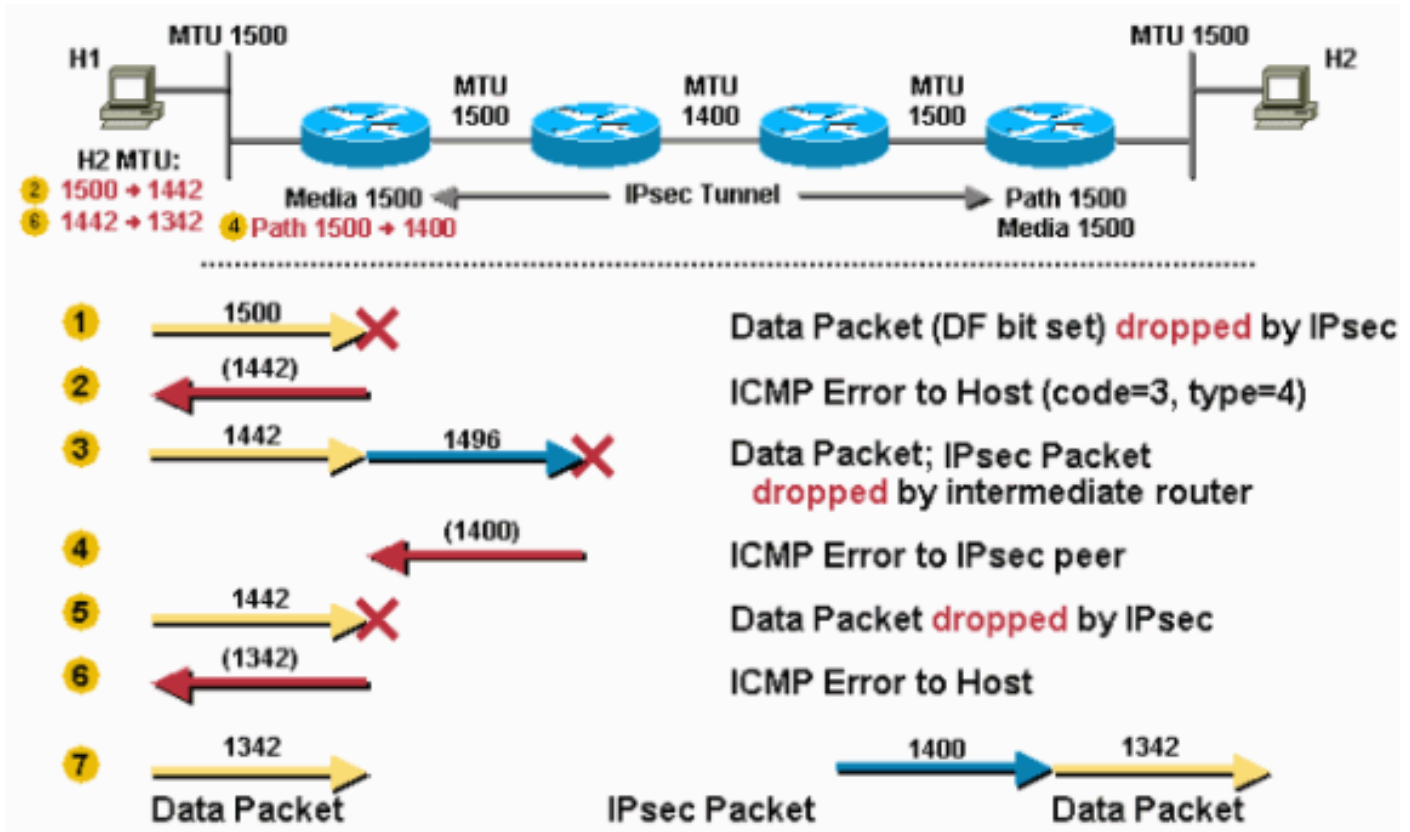 MTU 1500
MTU 1500
H1
H2
MTU
1500
MTU
1400
MTU
1500
H2 MTU:
2 1500 → 1442
6 1442 → 1342
Media 1500
IPsec Tunnel
Path 1500
Media 1500
4 Path 1500 → 1400
1 1500 Data Packet (DF bit set) dropped by IPsec
2 (1442) ICMP Error to Host (code=3, type=4)
3 1442 1496 Data Packet; IPsec Packet
dropped by intermediate router
4 (1400) ICMP Error to IPsec peer
5 1442 Data Packet dropped by IPsec
6 (1342) ICMP Error to Host
7 1342 1400 1342
Data Packet IPsec Packet Data Packet